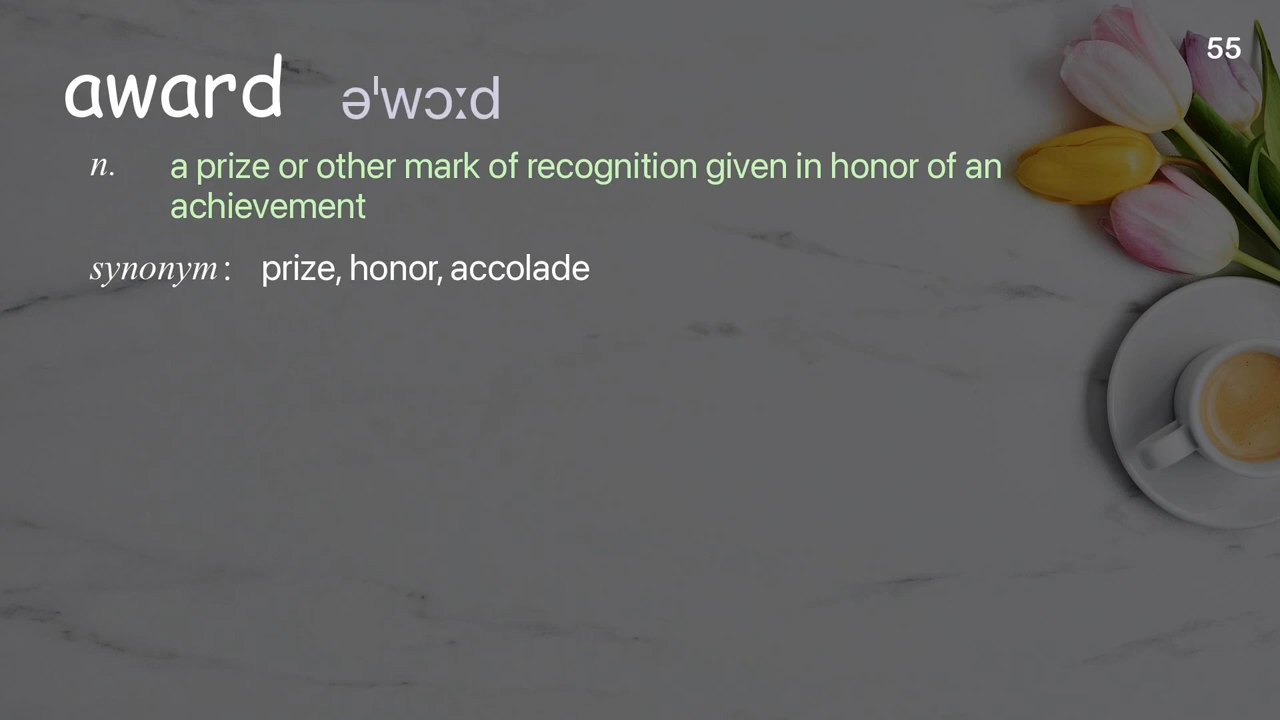 55
award əˈwɔːd
n. a prize or other mark of recognition given in honor of an
achievement
synonym: prize, honor, accolade